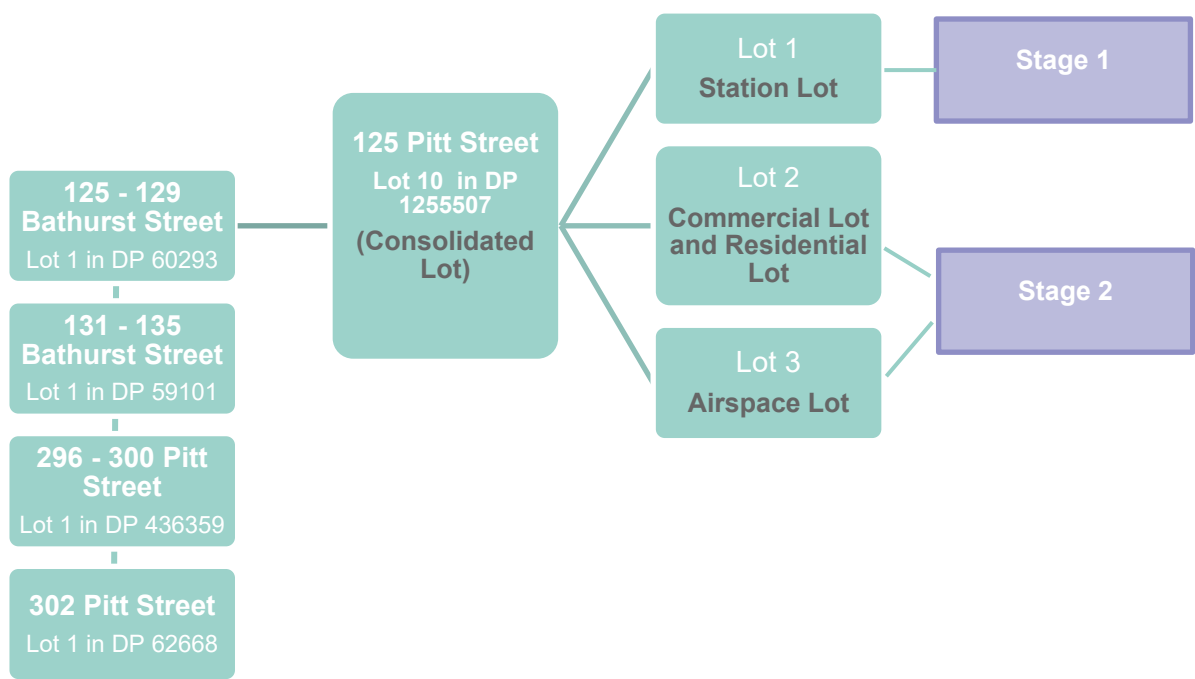 125 - 129
Bathurst Street
Lot 1 in DP 60293
131 - 135
Bathurst Street
Lot 1 in DP 59101
296 - 300 Pitt
Street
Lot 1 in DP 436359
302 Pitt Street
Lot 1 in DP 62668
125 Pitt Street
Lot 10 in DP
1255507
(Consolidated
Lot)
Lot 1
Station Lot
Lot 2
Commercial Lot
and Residential
Lot
Lot 3
Airspace Lot
Stage 1
Stage 2